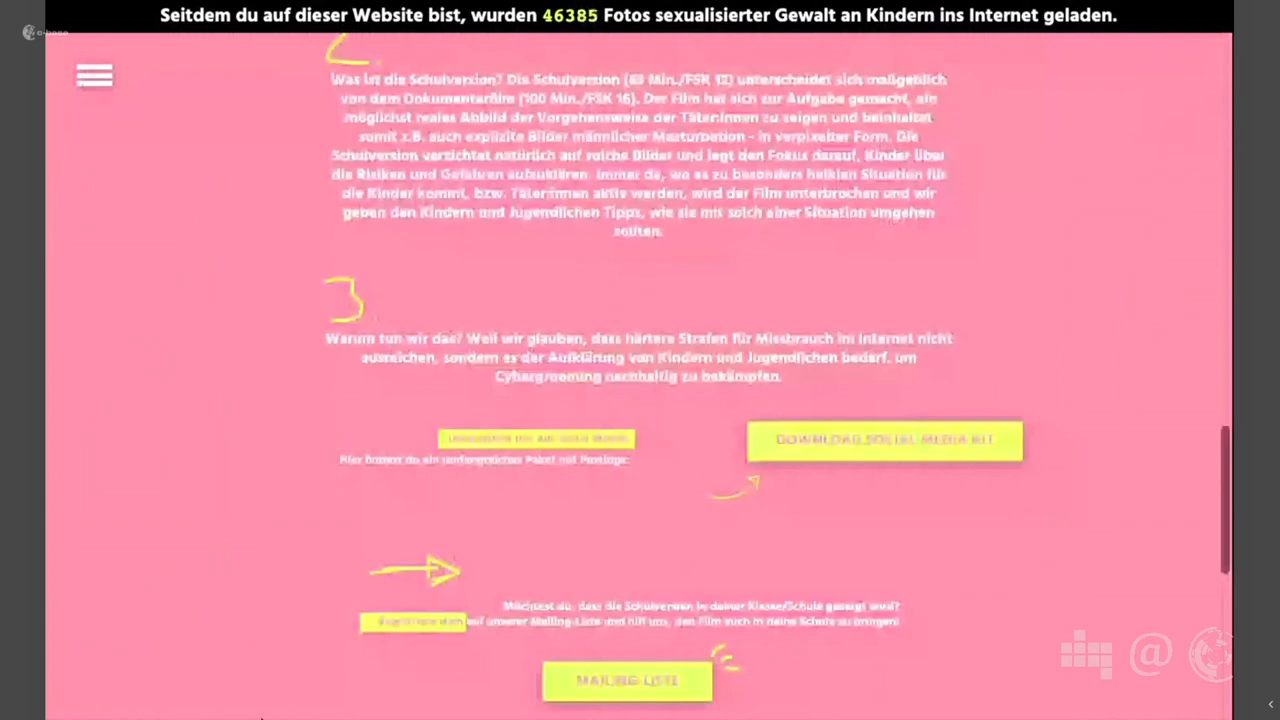 Seitdem du auf dieser Website bist, wurden 46385 Fotos sexualisierter Gewalt an Kindern ins Internet geladen.
e-bone
2
Was ist die Schulversion? Die Schulversion (63 Min./FSK 12) unterscheidet sich maßgeblich
von dem Dokumentarfilm (100 Min./FSK 16). Der Film hat sich zur Aufgabe gemacht, ein
möglichst reales Abbild der Vorgehensweise der Täter:innen zu zeigen und beinhaltet
somit z.B. auch explizite Bilder männlicher Masturbation - in verpixelter Form. Die
Schulversion verzichtet natürlich auf solche Bilder und legt den Fokus darauf, Kinder über
die Risiken und Gefahren aufzuklären. Immer da, wo es zu besonders heiklen Situation für
die Kinder kommt, bzw. Täter:innen aktiv werden, wird der Film unterbrochen und wir
geben den Kindern und Jugendlichen Tipps, wie sie mit solch einer Situation umgehen
sollten.
3
Warum tun wir das? Weil wir glauben, dass härtere Strafen für Missbrauch im Internet nicht
ausreichen, sondern es der Aufklärung von Kindern und Jugendlichen bedarf, um
Cybergrooming nachhaltig zu bekämpfen.
Hier findest du ein umfangreiches Paket mit Postings:
DOWNLOAD SOCIAL MEDIA KIT
Möchtest du, dass die Schulversion in deiner Klasse/Schule gezeigt wird?
auf unserer Mailing-Liste und hilf uns, den Film auch in deine Schule zu bringen!
MAILING-LISTE
@